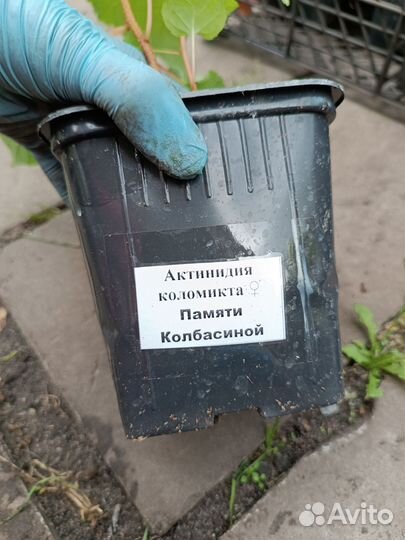 Актинидия
коломикта ♀
Памяти
Колбасиной
Avito